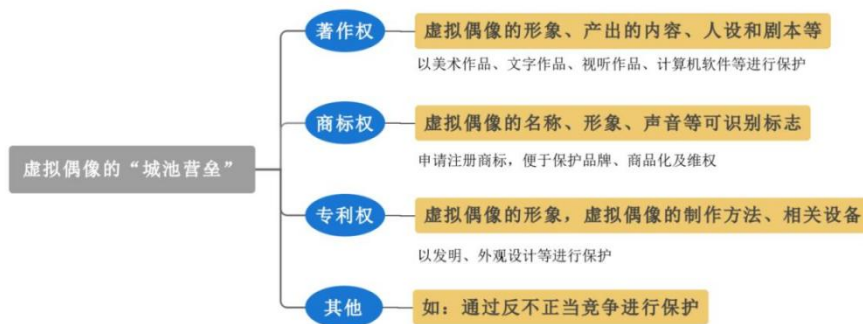 著作权
虚拟偶像的形象、产出的内容、人设和剧本等
以美术作品、文字作品、视听作品、计算机软件等进行保护
商标权
虚拟偶像的名称、形象、声音等可识别标志
申请注册商标，便于保护品牌、商品化及维权
虚拟偶像的“城池营垒”
专利权
虚拟偶像的形象，虚拟偶像的制作方法、相关设备
以发明、外观设计等进行保护
其他
如：通过反不正当竞争进行保护